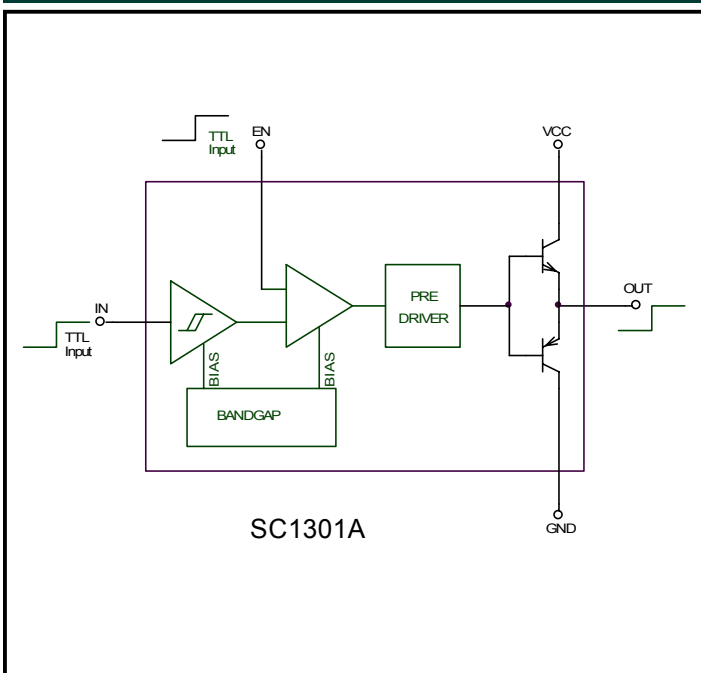 TTL
Input
EN
VCC
IN
TTL
Input
PRE
DRIVER
OUT
BIAS
BIAS
BANDGAP
SC1301A
GND